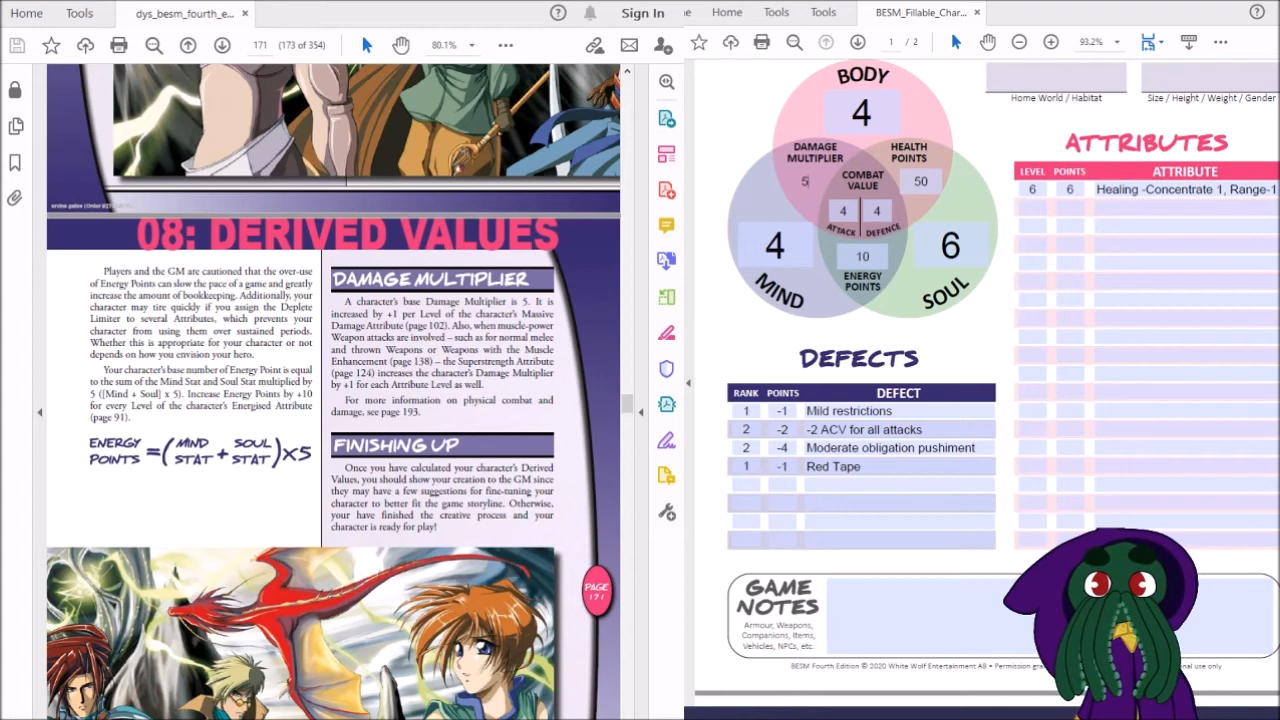 Home
Tools
dys_besm_fourth_e...
Sign In
171 (173 of 354)
80.1%
08: DERIVED VALUES
Players and the GM are cautioned that the over-use
of Energy Points can slow the pace of a game and greatly
increase the amount of bookkeeping. Additionally, your
character may tire quickly if you assign the Deplete
Limiter to several Attributes, which prevents your
character from using them over sustained periods.
Whether this is appropriate for your character or not
depends on how you envision your hero.
Your character's base number of Energy Point is equal
to the sum of the Mind Stat and Soul Stat multiplied by
5 ([Mind + Soul] x 5). Increase Energy Points by +10
for every Level of the character's Energised Attribute
(page 91).
ENERGY POINTS = (MIND STAT + SOUL STAT) x 5
DAMAGE MULTIPLIER
A character's base Damage Multiplier is 5. It is
increased by +1 per Level of the character's Massive
Damage Attribute (page 102). Also, when muscle-power
Weapon attacks are involved – such as for normal melee
and thrown Weapons or Weapons with the Muscle
Enhancement (page 138) – the Superstrength Attribute
(page 124) increases the character's Damage Multiplier
by +1 for each Attribute Level as well.
For more information on physical combat and
damage, see page 193.
FINISHING UP
Once you have calculated your character's Derived
Values, you should show your creation to the GM since
they may have a few suggestions for fine-tuning your
character to better fit the game storyline. Otherwise,
your have finished the creative process and your
character is ready for play!
PAGE
171
Home
Tools
Tools
BESM_Fillable_Char...
1 / 2
93.2%
BODY
4
DAMAGE
MULTIPLIER
5
HEALTH
POINTS
50
COMBAT
VALUE
4
4
ATTACK
DEFENCE
4
MIND
10
ENERGY
POINTS
6
SOUL
Home World / Habitat
Size / Height / Weight / Gender
ATTRIBUTES
LEVEL POINTS ATTRIBUTE
6 6 Healing -Concentrate 1, Range-1
DEFECTS
RANK POINTS DEFECT
1 -1 Mild restrictions
2 -2 -2 ACV for all attacks
2 -4 Moderate obligation pushiment
1 -1 Red Tape
GAME
NOTES
Armour, Weapons,
Companions, Items,
Vehicles, NPCs, etc.
BESM Fourth Edition © 2020 White Wolf Entertainment AB • Permission
use only